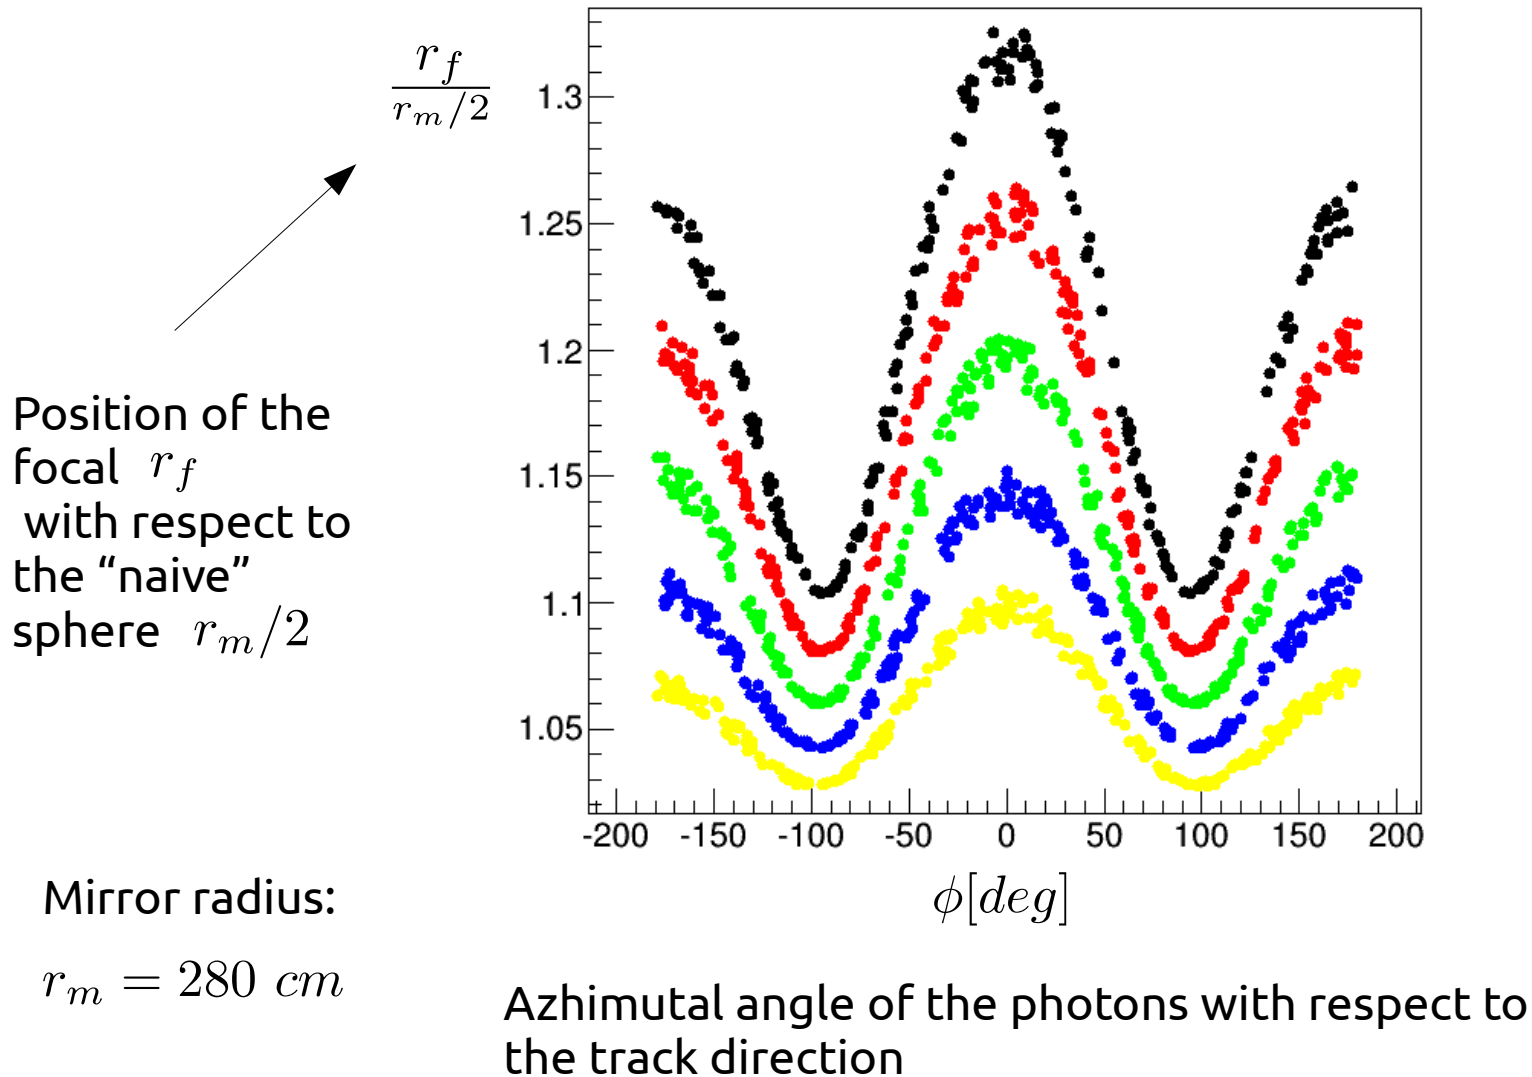 r_f
r_m/2
1.3
1.25
1.2
1.15
1.1
1.05
-200 -150 -100 -50 0 50 100 150 200
ϕ[deg]
Position of the
focal r_f
with respect to
the “naive”
sphere r_m/2
Mirror radius:
r_m = 280 cm
Azhimutal angle of the photons with respect to
the track direction